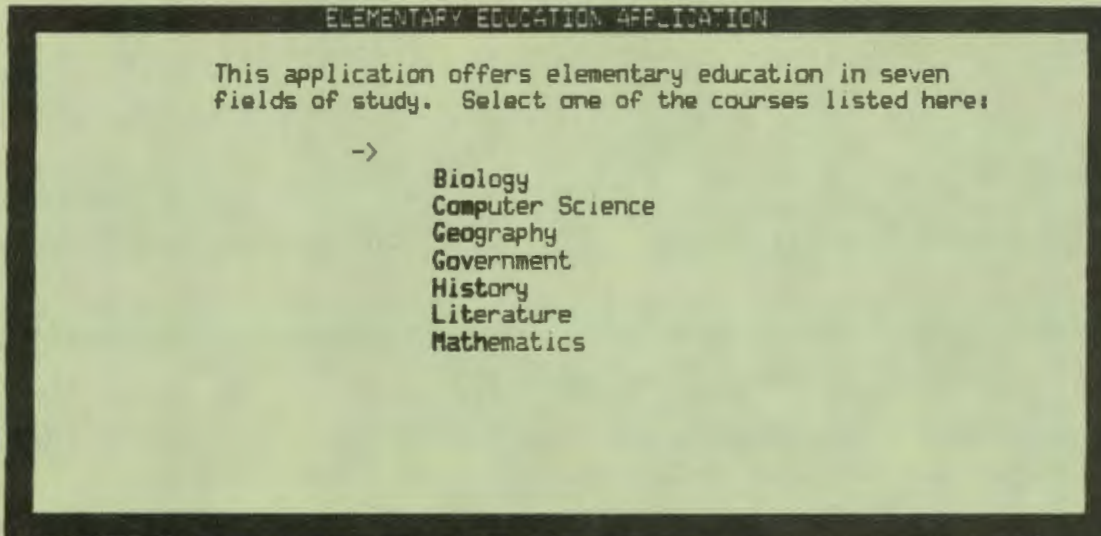 ELEMENTARY EDUCATION APPLICATION
This application offers elementary education in seven
fields of study.  Select one of the courses listed here:
->
Biology
Computer Science
Geography
Government
History
Literature
Mathematics